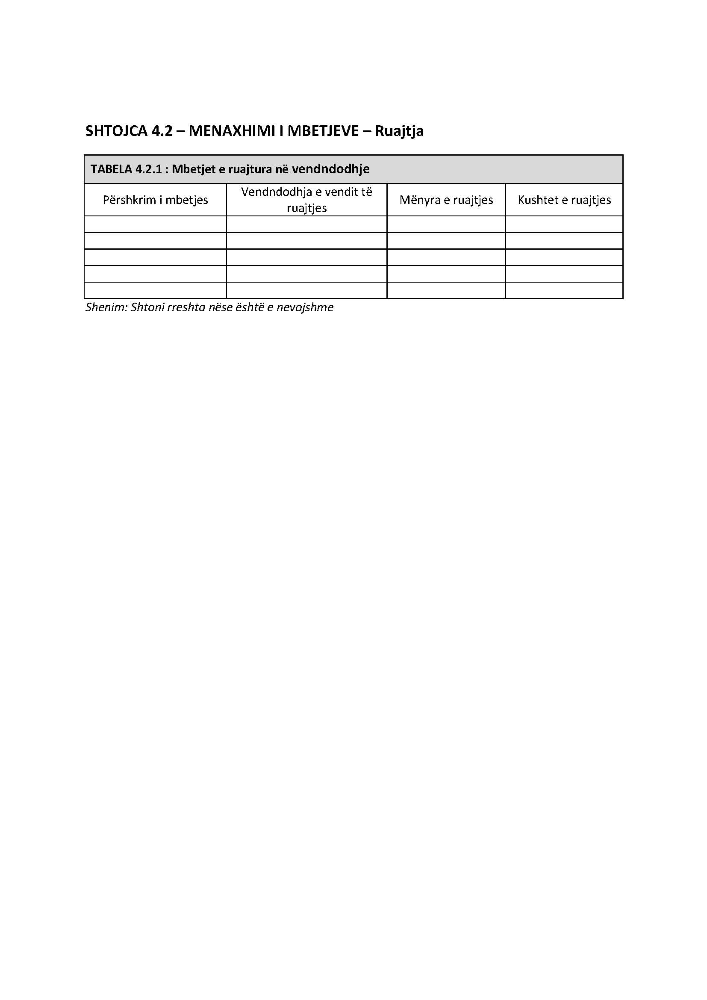 SHTOJCA 4.2 – MENAXHIMI I MBETJEVE – Ruajtja
TABELA 4.2.1 : Mbetjet e ruajtura në vendndodhje
Përshkrim i mbetjes
Vendndodhja e vendit të
ruajtjes
Mënyra e ruajtjes
Kushtet e ruajtjes
Shenim: Shtoni rreshta nëse është e nevojshme